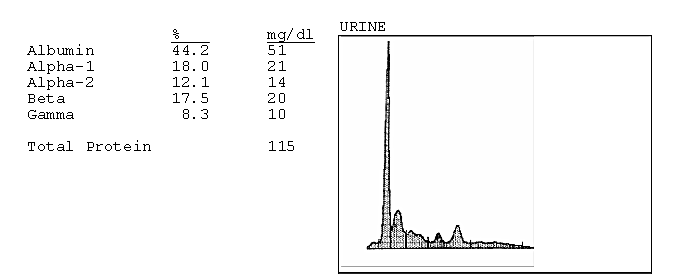 URINE
% mg/dl
Albumin 44.2 51
Alpha-1 18.0 21
Alpha-2 12.1 14
Beta 17.5 20
Gamma 8.3 10
Total Protein 115